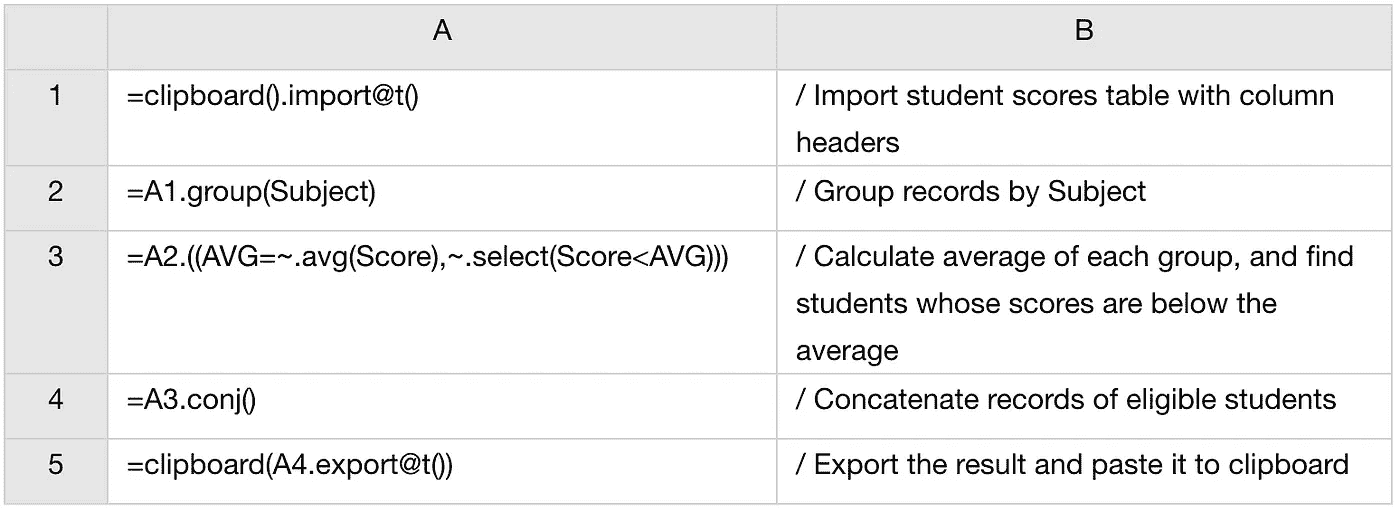 A B
1 =clipboard().import@t() / Import student scores table with column
headers
2 =A1.group(Subject) / Group records by Subject
3 =A2.((AVG=~.avg(Score),~.select(Score<AVG))) / Calculate average of each group, and find
students whose scores are below the
average
4 =A3.conj() / Concatenate records of eligible students
5 =clipboard(A4.export@t()) / Export the result and paste it to clipboard